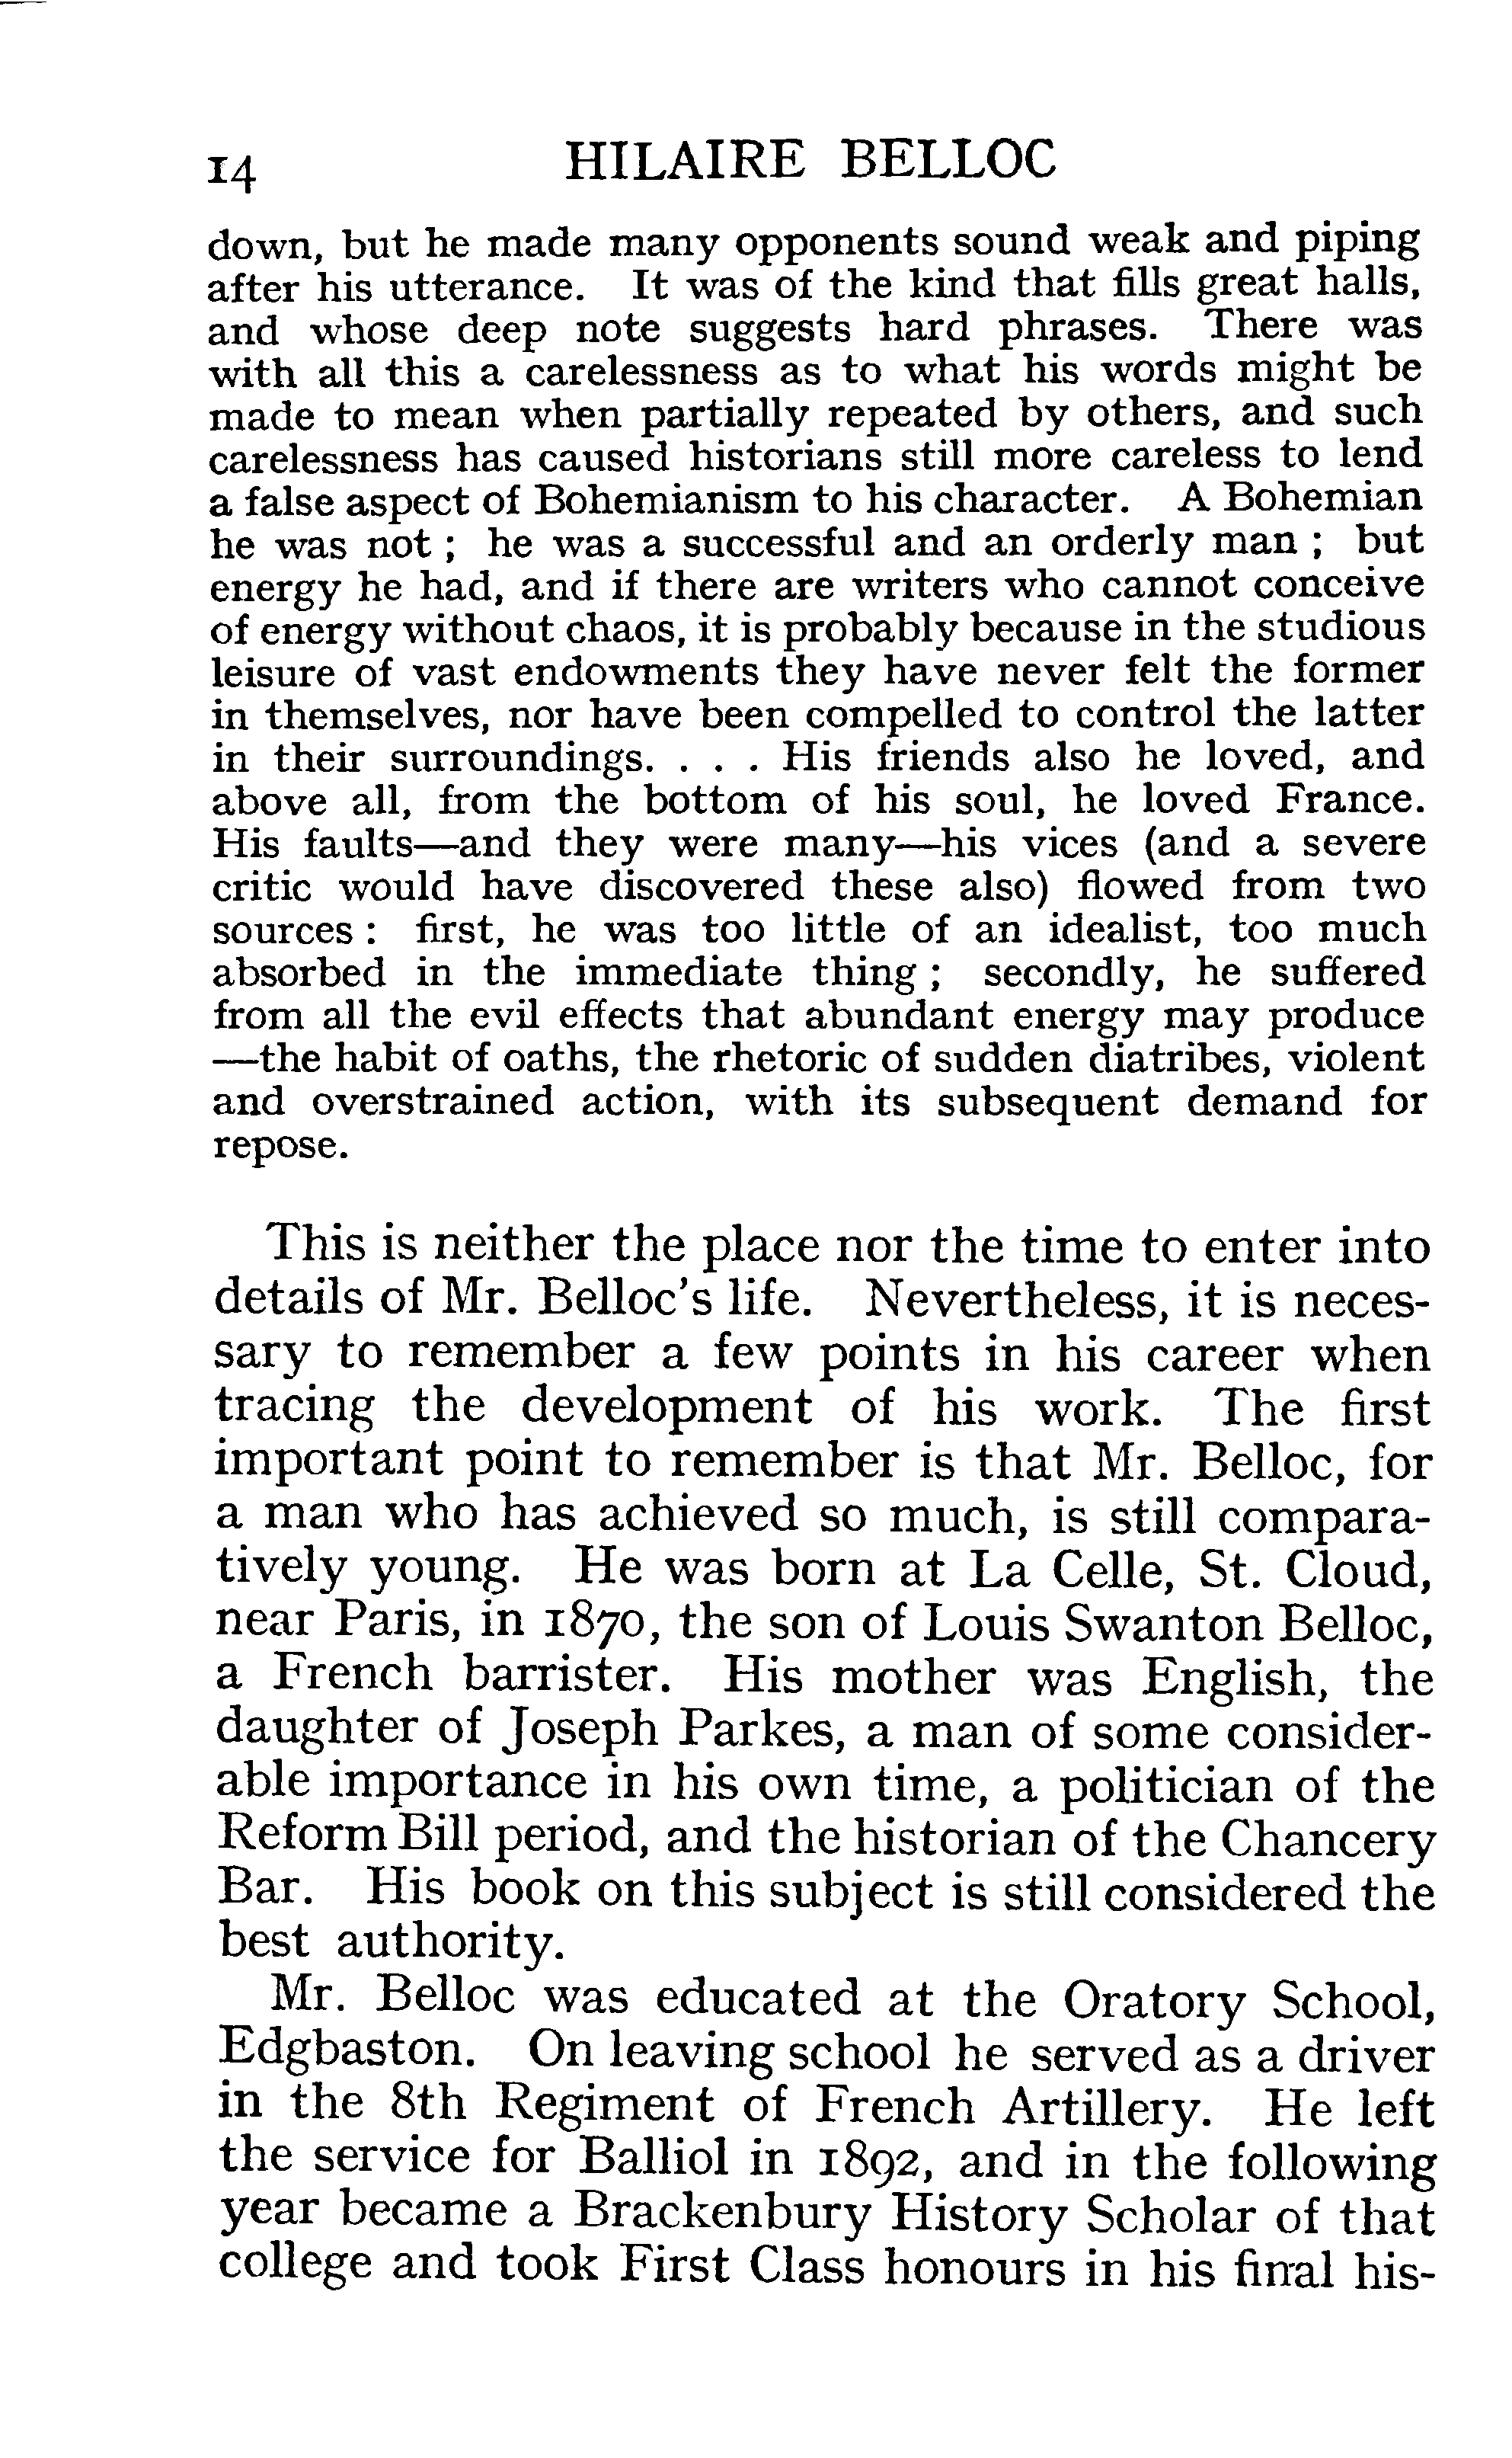 14 HILAIRE BELLOC
down, but he made many opponents sound weak and piping
after his utterance. It was of the kind that fills great halls,
and whose deep note suggests hard phrases. There was
with all this a carelessness as to what his words might be
made to mean when partially repeated by others, and such
carelessness has caused historians still more careless to lend
a false aspect of Bohemianism to his character. A Bohemian
he was not ; he was a successful and an orderly man ; but
energy he had, and if there are writers who cannot conceive
of energy without chaos, it is probably because in the studious
leisure of vast endowments they have never felt the former
in themselves, nor have been compelled to control the latter
in their surroundings. . . . His friends also he loved, and
above all, from the bottom of his soul, he loved France.
His faults—and they were many—his vices (and a severe
critic would have discovered these also) flowed from two
sources : first, he was too little of an idealist, too much
absorbed in the immediate thing ; secondly, he suffered
from all the evil effects that abundant energy may produce
—the habit of oaths, the rhetoric of sudden diatribes, violent
and overstrained action, with its subsequent demand for
repose.
This is neither the place nor the time to enter into
details of Mr. Belloc's life. Nevertheless, it is neces-
sary to remember a few points in his career when
tracing the development of his work. The first
important point to remember is that Mr. Belloc, for
a man who has achieved so much, is still compara-
tively young. He was born at La Celle, St. Cloud,
near Paris, in 1870, the son of Louis Swanton Belloc,
a French barrister. His mother was English, the
daughter of Joseph Parkes, a man of some consider-
able importance in his own time, a politician of the
Reform Bill period, and the historian of the Chancery
Bar. His book on this subject is still considered the
best authority.
Mr. Belloc was educated at the Oratory School,
Edgbaston. On leaving school he served as a driver
in the 8th Regiment of French Artillery. He left
the service for Balliol in 1892, and in the following
year became a Brackenbury History Scholar of that
college and took First Class honours in his final his-